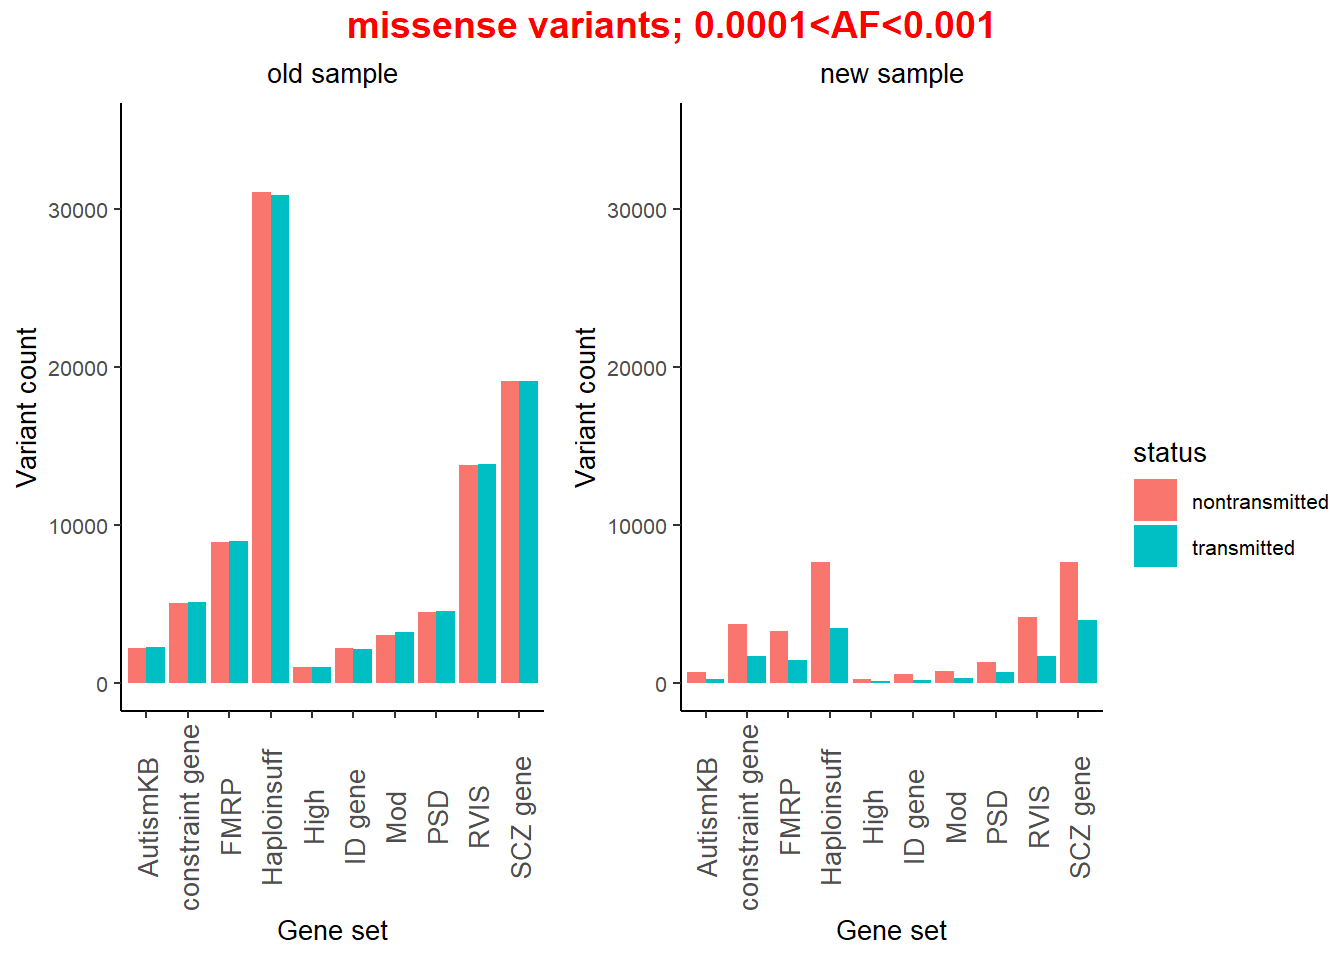 missense variants; 0.0001<AF<0.001
old sample
new sample
Variant count
30000
20000
10000
0
AutismKB
constraint gene
FMRP
Haploinsuff
High
ID gene
Mod
PSD
RVIS
SCZ gene
Gene set
Variant count
30000
20000
10000
0
AutismKB
constraint gene
FMRP
Haploinsuff
High
ID gene
Mod
PSD
RVIS
SCZ gene
Gene set
status
nontransmitted
transmitted